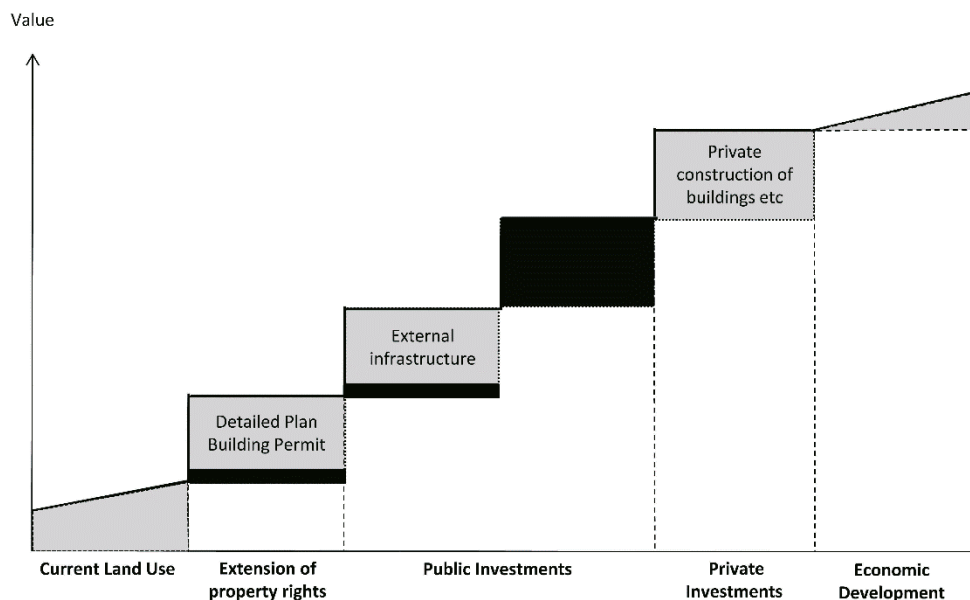 Value
Private
construction of
buildings etc
External
infrastructure
Detailed Plan
Building Permit
Current Land Use
Extension of
property rights
Public Investments
Private
Investments
Economic
Development